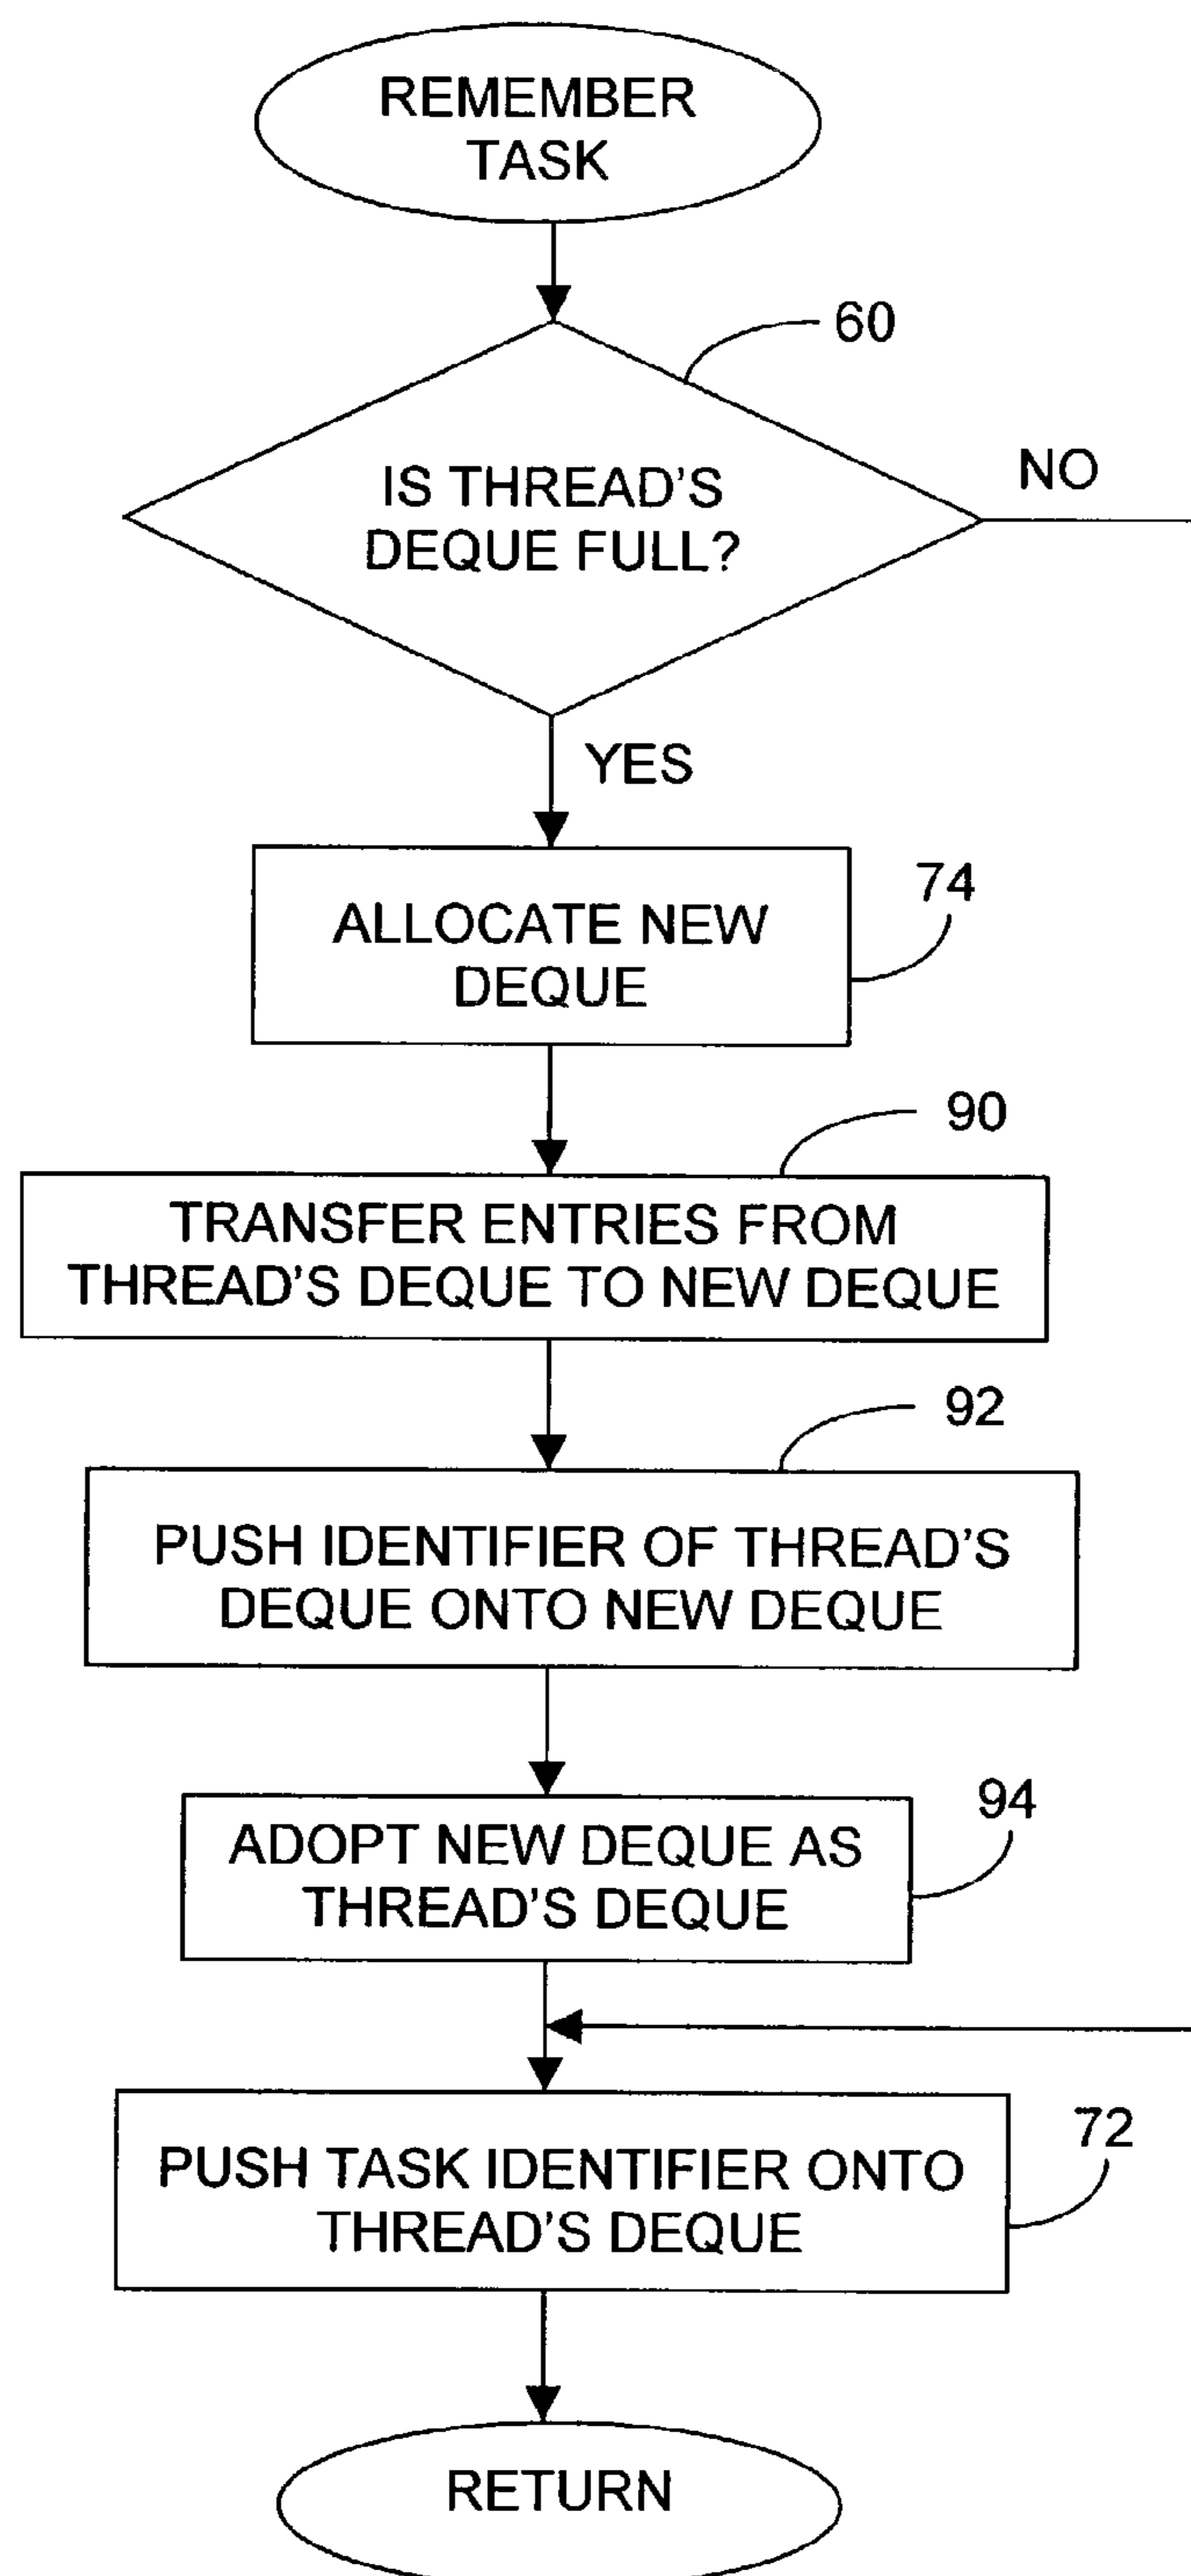 REMEMBER
TASK
60
IS THREAD'S
DEQUE FULL?
NO
YES
74
ALLOCATE NEW
DEQUE
90
TRANSFER ENTRIES FROM
THREAD'S DEQUE TO NEW DEQUE
92
PUSH IDENTIFIER OF THREAD'S
DEQUE ONTO NEW DEQUE
94
ADOPT NEW DEQUE AS
THREAD'S DEQUE
72
PUSH TASK IDENTIFIER ONTO
THREAD'S DEQUE
RETURN